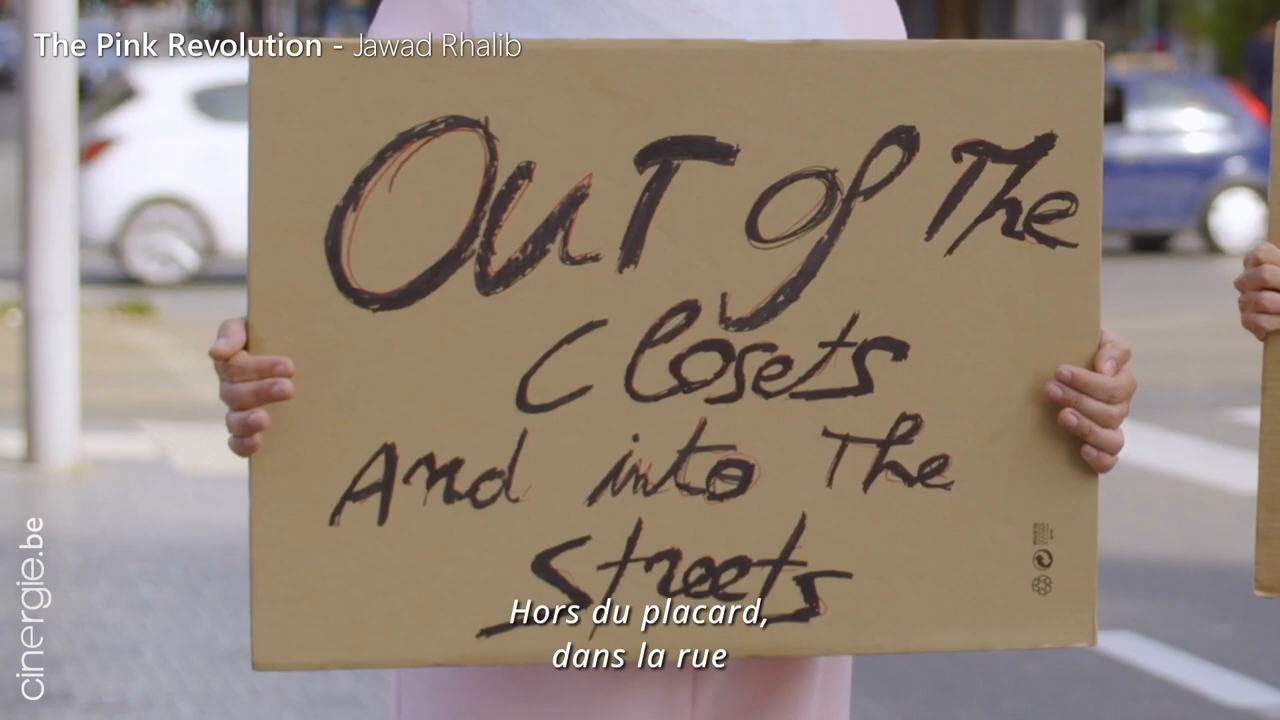 The Pink Revolution - Jawad Rhalib
Out of The
Closets
And into The
Streets
Hors du placard,
dans la rue
cinergie.be